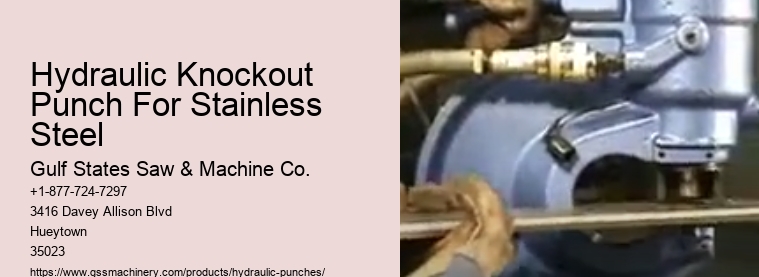 Hydraulic Knockout
Punch For Stainless
Steel
Gulf States Saw & Machine Co.
+1-877-724-7297
3416 Davey Allison Blvd
Hueytown
35023
https://www.gssmachinery.com/products/hydraulic-punches/